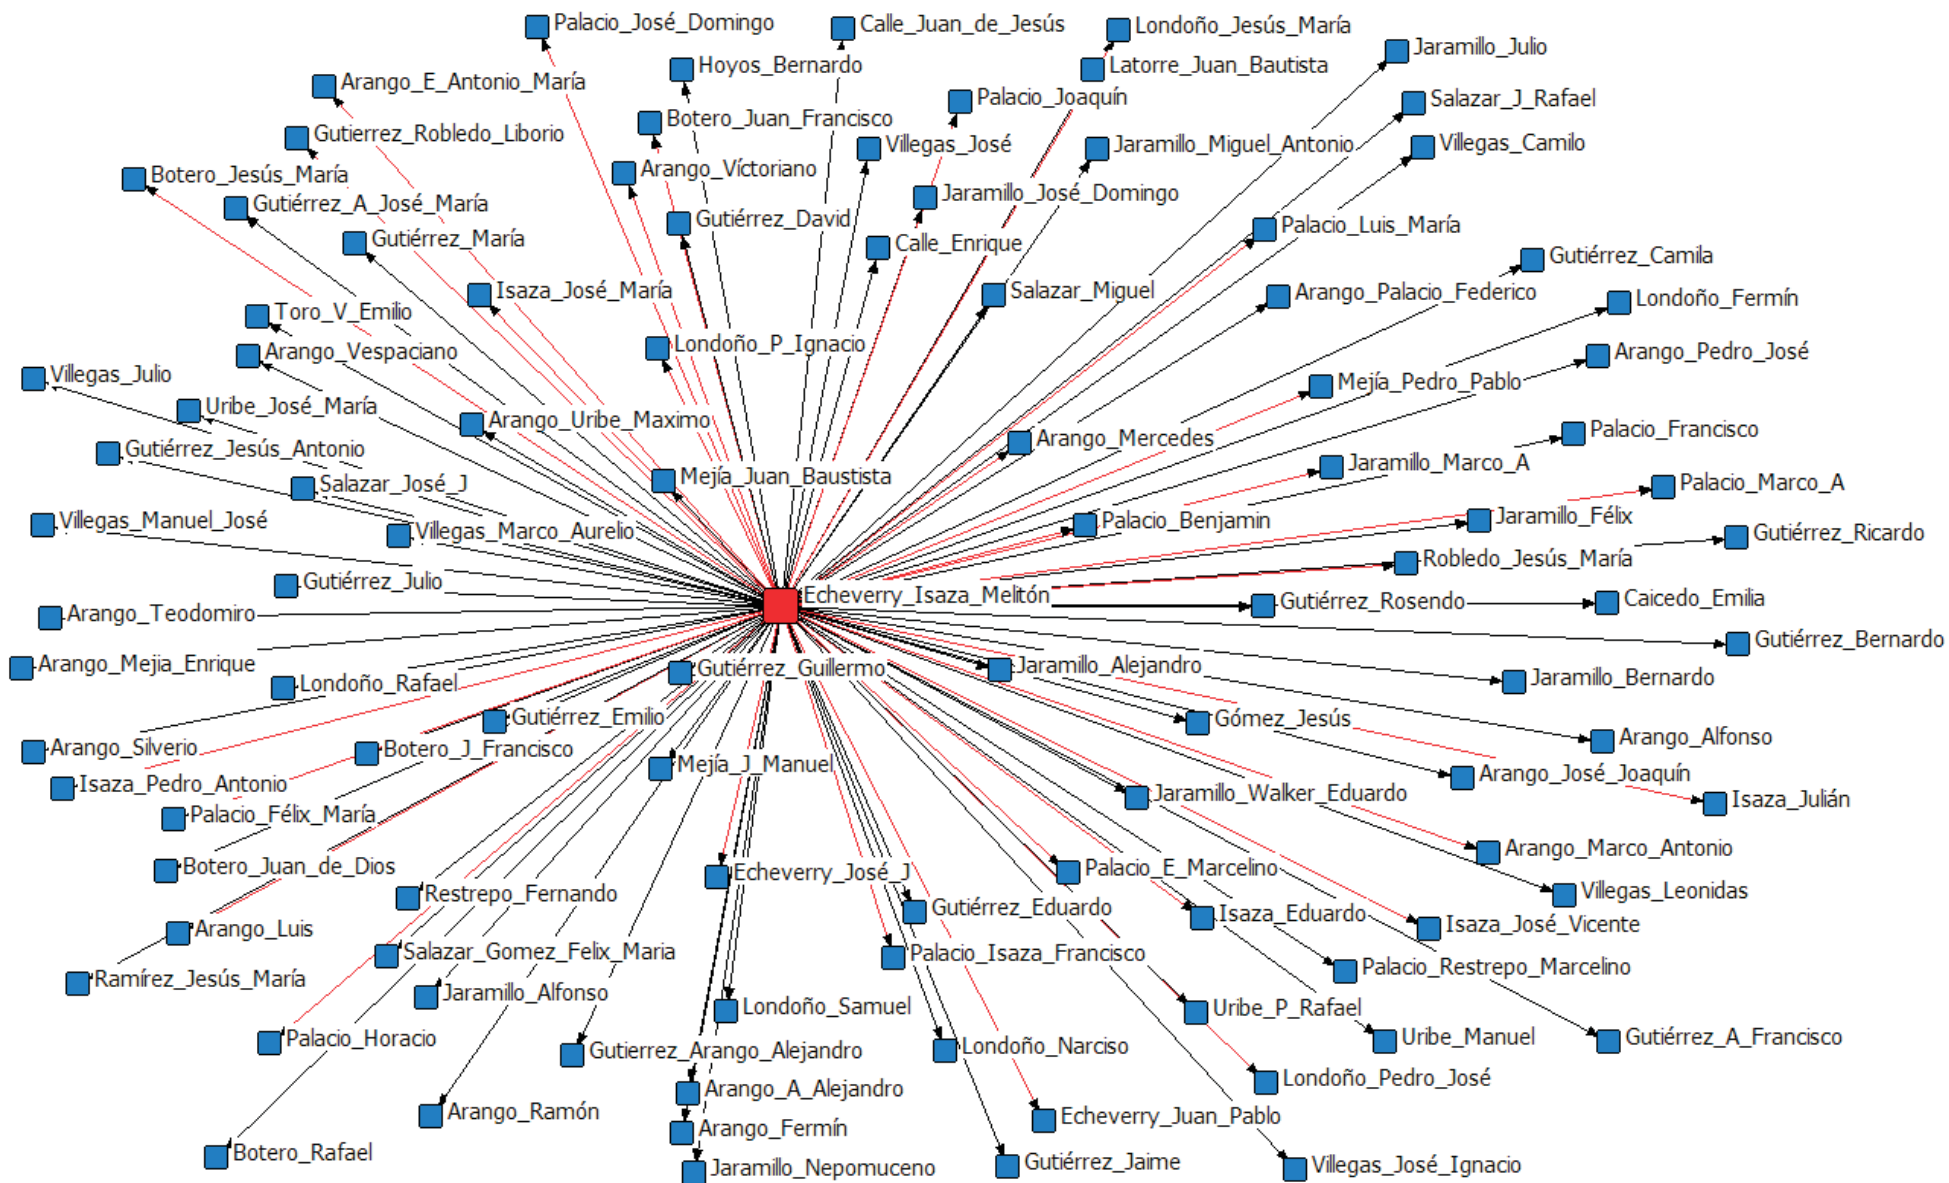 Palacio_José_Domingo
Calle_Juan_de_Jesús
Londoño_Jesús_María
Jaramillo_Julio
Hoyos_Bernardo
Latorre_Juan_Bautista
Arango_E_Antonio_María
Palacio_Joaquín
Salazar_J_Rafael
Botero_Juan_Francisco
Gutierrez_Robledo_Liborio
Villegas_José
Jaramillo_Miguel_Antonio
Villegas_Camilo
Botero_Jesús_María
Arango_Víctoriano
Jaramillo_José_Domingo
Gutiérrez_A_José_María
Gutiérrez_David
Palacio_Luis_María
Gutiérrez_María
Calle_Enrique
Gutiérrez_Camila
Isaza_José_María
Salazar_Miguel
Arango_Palacio_Federico
Londoño_Fermín
Toro_V_Emilio
Londoño_P_Ignacio
Arango_Vespaciano
Arango_Pedro_José
Villegas_Julio
Mejía_Pedro_Pablo
Uribe_José_María
Arango_Uribe_Maximo
Arango_Mercedes
Palacio_Francisco
Gutiérrez_Jesús_Antonio
Jaramillo_Marco_A
Salazar_José_J
Mejía_Juan_Baustista
Palacio_Marco_A
Villegas_Manuel_José
Villegas_Marco_Aurelio
Palacio_Benjamin
Jaramillo_Félix
Gutiérrez_Ricardo
Robledo_Jesús_María
Gutiérrez_Julio
Echeverry_Isaza_Melitón
Gutiérrez_Rosendo
Caicedo_Emilia
Arango_Teodomiro
Gutiérrez_Bernardo
Arango_Mejia_Enrique
Gutiérrez_Guillermo
Jaramillo_Alejandro
Jaramillo_Bernardo
Londoño_Rafael
Gutiérrez_Emilio
Gómez_Jesús
Arango_Alfonso
Arango_Silverio
Botero_J_Francisco
Mejía_J_Manuel
Arango_José_Joaquín
Isaza_Pedro_Antonio
Jaramillo_Walker_Eduardo
Isaza_Julián
Palacio_Félix_María
Arango_Marco_Antonio
Botero_Juan_de_Dios
Echeverry_José_J
Palacio_E_Marcelino
Restrepo_Fernando
Villegas_Leonidas
Gutiérrez_Eduardo
Isaza_Eduardo
Isaza_José_Vicente
Arango_Luis
Salazar_Gomez_Felix_Maria
Palacio_Isaza_Francisco
Palacio_Restrepo_Marcelino
Ramírez_Jesús_María
Jaramillo_Alfonso
Londoño_Samuel
Uribe_P_Rafael
Palacio_Horacio
Gutierrez_Arango_Alejandro
Londoño_Narciso
Uribe_Manuel
Gutiérrez_A_Francisco
Arango_A_Alejandro
Londoño_Pedro_José
Arango_Ramón
Echeverry_Juan_Pablo
Arango_Fermín
Botero_Rafael
Jaramillo_Nepomuceno
Gutiérrez_Jaime
Villegas_José_Ignacio